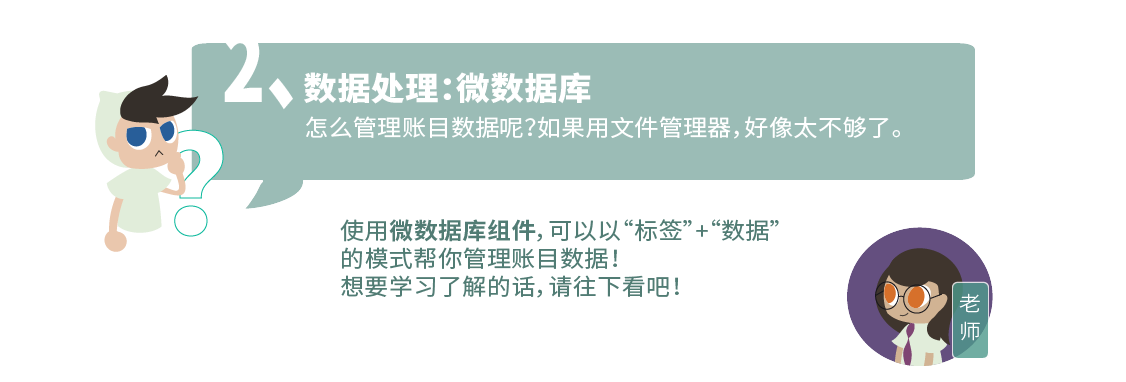 2、数据处理：微数据库
怎么管理账目数据呢？如果用文件管理器，好像太不够了。
?
使用微数据库组件，可以以“标签”+“数据”
的模式帮你管理账目数据！
想要学习了解的话，请往下看吧！
老
师